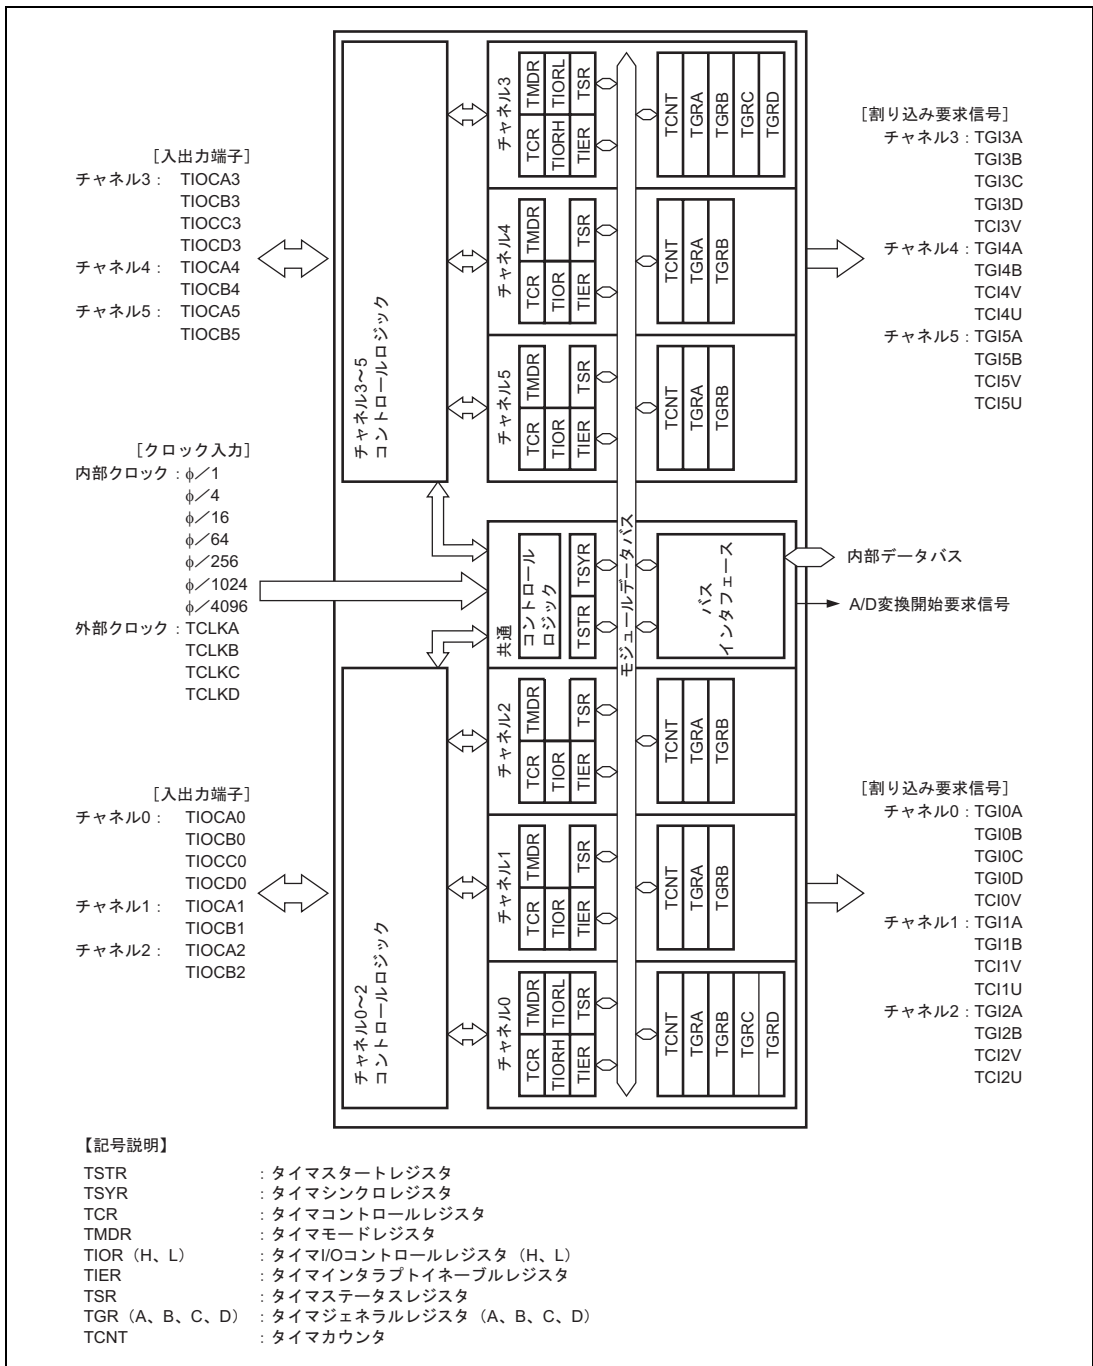 [入出力端子]
チャネル3： TIOCA3
TIOCB3
TIOCC3
TIOCD3
チャネル4： TIOCA4
TIOCB4
チャネル5： TIOCA5
TIOCB5
[クロック入力]
内部クロック：φ／1
φ／4
φ／16
φ／64
φ／256
φ／1024
φ／4096
外部クロック：TCLKA
TCLKB
TCLKC
TCLKD
[入出力端子]
チャネル0： TIOCA0
TIOCB0
TIOCC0
TIOCD0
チャネル1： TIOCA1
TIOCB1
チャネル2： TIOCA2
TIOCB2
チャネル3～5
コントロールロジック
チャネル0～2
コントロールロジック
チャネル3
TCR TMDR
TIORH TIORL
TIER TSR
TCNT
TGRA
TGRB
TGRC
TGRD
チャネル4
TCR TMDR
TIOR
TIER TSR
TCNT
TGRA
TGRB
チャネル5
TCR TMDR
TIOR
TIER TSR
TCNT
TGRA
TGRB
共通
コントロール
ロジック
TSTR TSYR
モジュールデータバス
バス
インタフェース
チャネル2
TCR TMDR
TIOR
TIER TSR
TCNT
TGRA
TGRB
チャネル1
TCR TMDR
TIOR
TIER TSR
TCNT
TGRA
TGRB
チャネル0
TCR TMDR
TIORH TIORL
TIER TSR
TCNT
TGRA
TGRB
TGRC
TGRD
[割り込み要求信号]
チャネル3：TGI3A
TGI3B
TGI3C
TGI3D
TCI3V
チャネル4：TGI4A
TGI4B
TCI4V
TCI4U
チャネル5：TGI5A
TGI5B
TCI5V
TCI5U
内部データバス
A/D変換開始要求信号
[割り込み要求信号]
チャネル0：TGI0A
TGI0B
TGI0C
TGI0D
TCI0V
チャネル1：TGI1A
TGI1B
TCI1V
TCI1U
チャネル2：TGI2A
TGI2B
TCI2V
TCI2U
【記号説明】
TSTR ：タイマスタートレジスタ
TSYR ：タイマシンクロレジスタ
TCR ：タイマコントロールレジスタ
TMDR ：タイマモードレジスタ
TIOR（H、L） ：タイマI/Oコントロールレジスタ（H、L）
TIER ：タイマインタラプトイネーブルレジスタ
TSR ：タイマステータスレジスタ
TGR（A、B、C、D） ：タイマジェネラルレジスタ（A、B、C、D）
TCNT ：タイマカウンタ